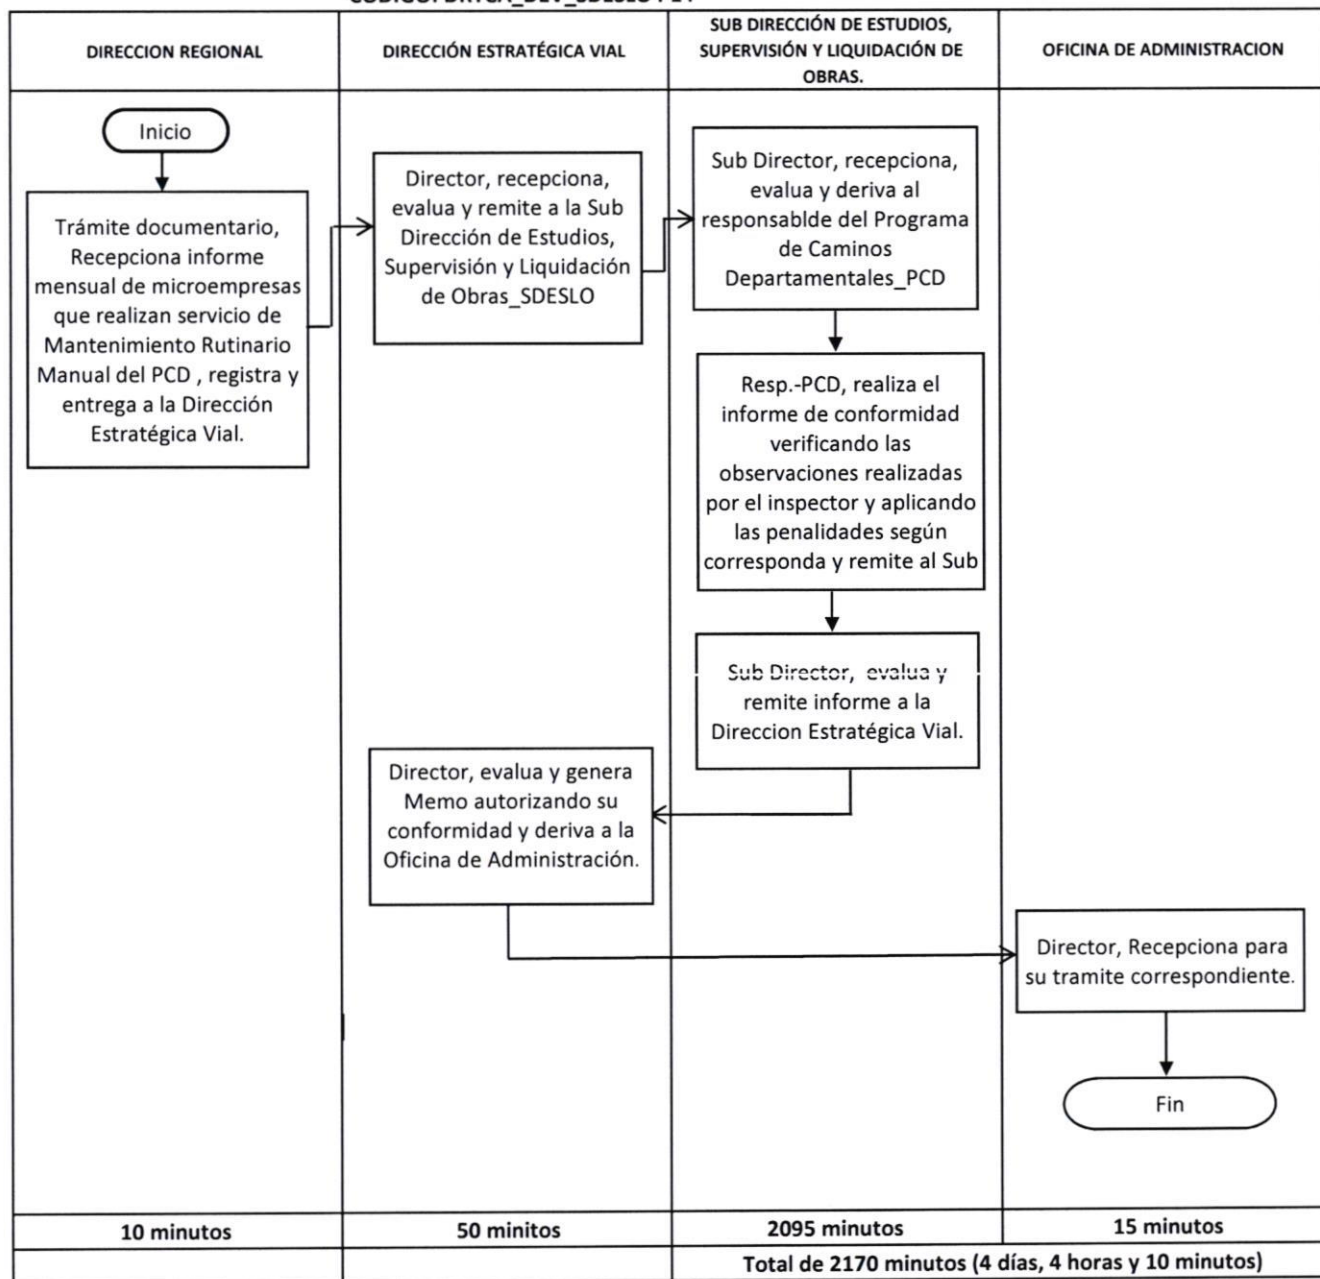 DIRECCION REGIONAL
DIRECCIÓN ESTRATÉGICA VIAL
SUB DIRECCIÓN DE ESTUDIOS,
SUPERVISIÓN Y LIQUIDACIÓN DE
OBRAS.
OFICINA DE ADMINISTRACION
Inicio
Trámite documentario,
Recepciona informe
mensual de microempresas
que realizan servicio de
Mantenimiento Rutinario
Manual del PCD , registra y
entrega a la Dirección
Estratégica Vial.
Director, recepciona,
evalua y remite a la Sub
Dirección de Estudios,
Supervisión y Liquidación
de Obras_SDESLO
Sub Director, recepciona,
evalua y deriva al
responsablde del Programa
de Caminos
Departamentales_PCD
Resp.-PCD, realiza el
informe de conformidad
verificando las
observaciones realizadas
por el inspector y aplicando
las penalidades según
corresponda y remite al Sub
Sub Director, evalua y
remite informe a la
Direccion Estratégica Vial.
Director, evalua y genera
Memo autorizando su
conformidad y deriva a la
Oficina de Administración.
Director, Recepciona para
su tramite correspondiente.
Fin
10 minutos
50 minitos
2095 minutos
15 minutos
Total de 2170 minutos (4 días, 4 horas y 10 minutos)